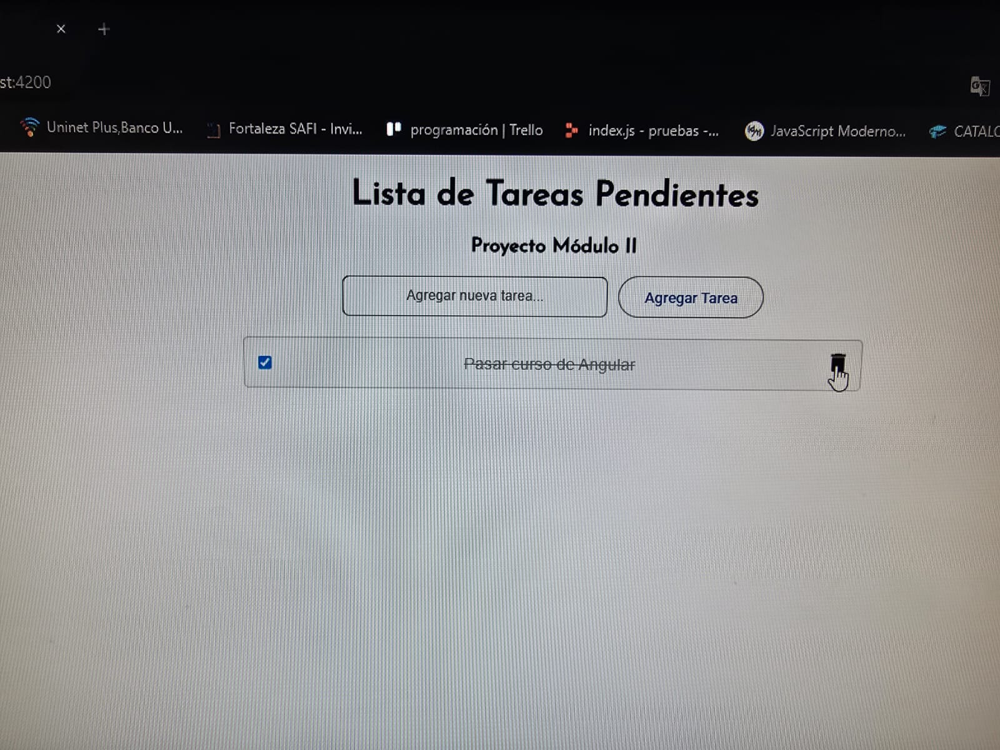 st:4200
Uninet Plus,Banco U...
Fortaleza SAFI - Invi...
programación | Trello
index.js - pruebas -...
JavaScript Moderno...
CATALO
Lista de Tareas Pendientes
Proyecto Módulo II
Agregar nueva tarea...
Agregar Tarea
Pasar curso de Angular